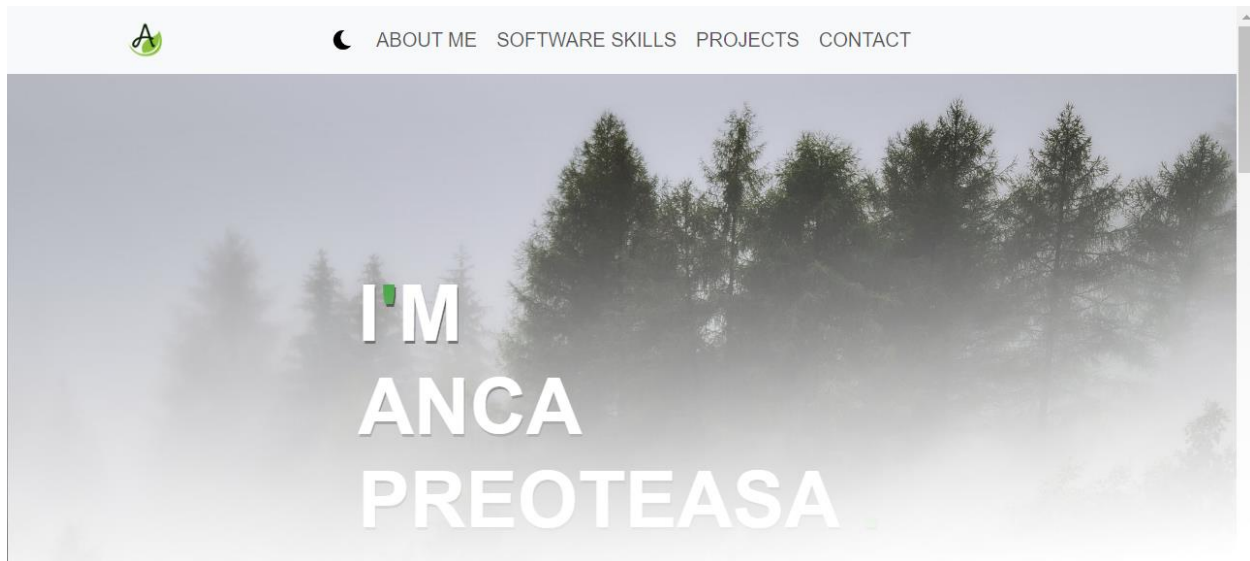 A
ABOUT ME SOFTWARE SKILLS PROJECTS CONTACT
I'M
ANCA
PREOTEASA